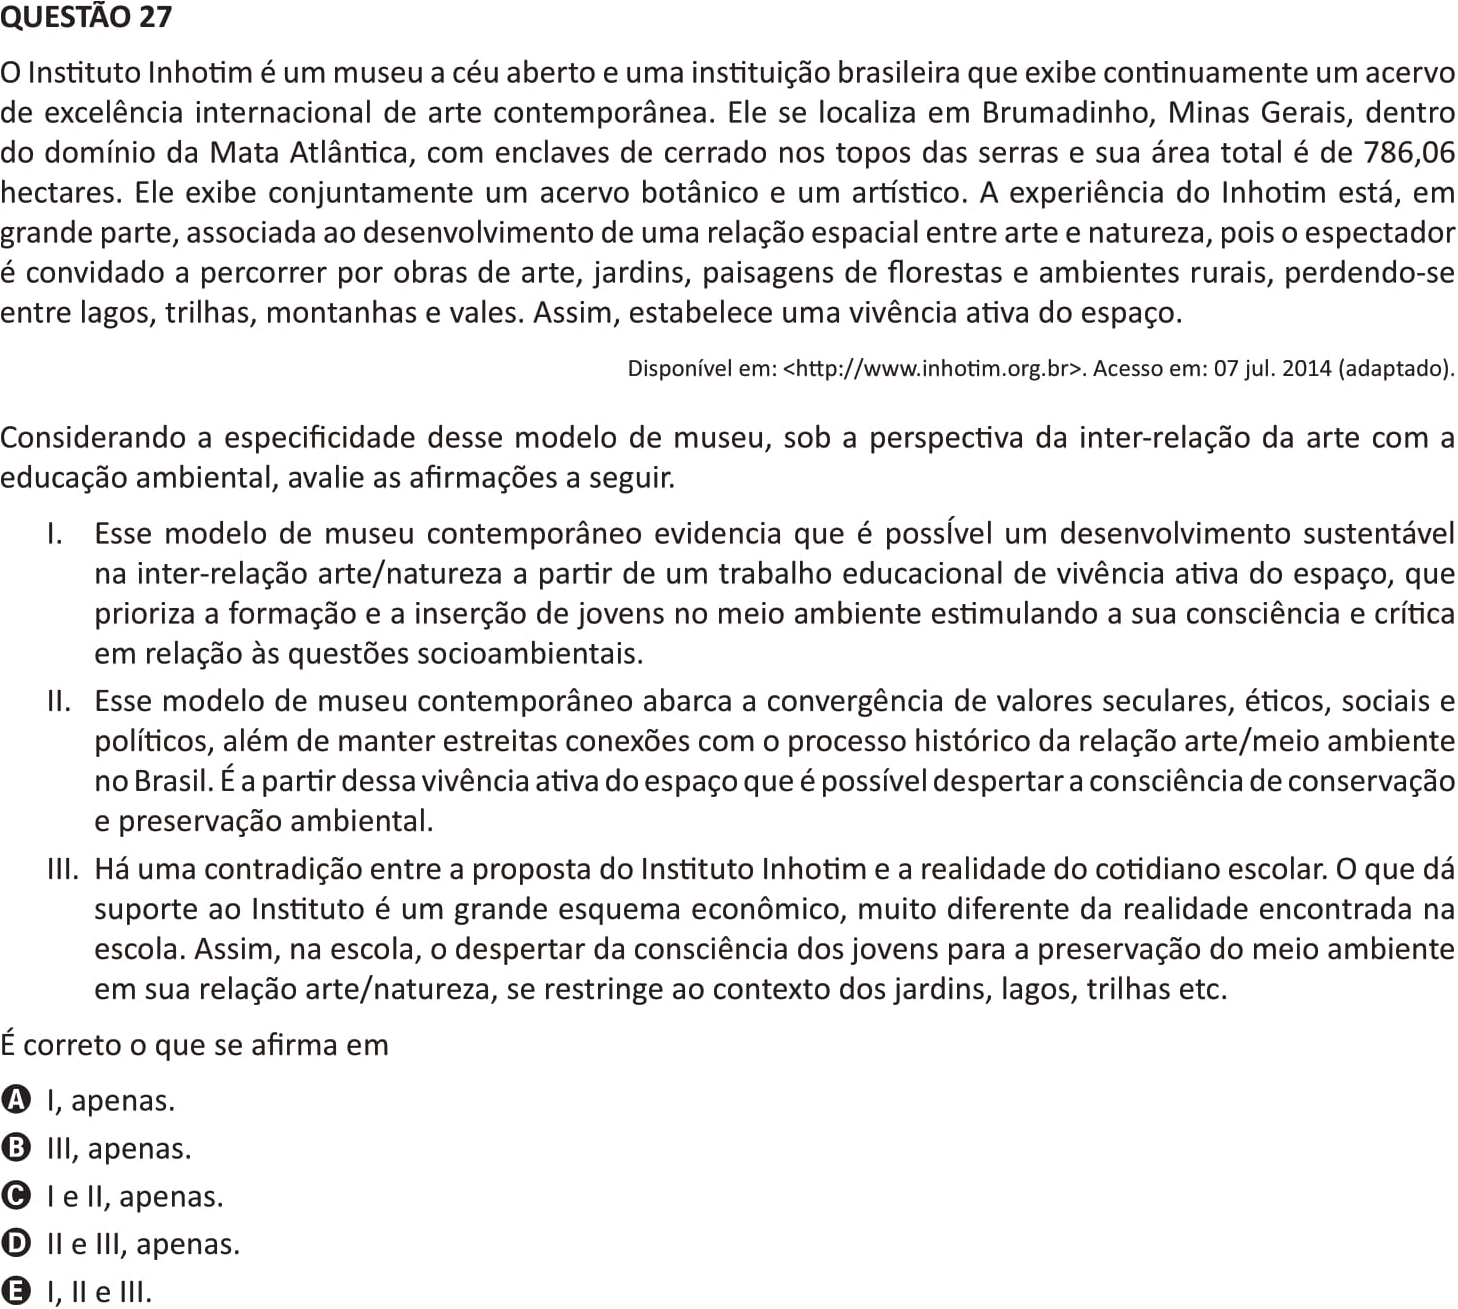 QUESTÃO 27
O Instituto Inhotim é um museu a céu aberto e uma instituição brasileira que exibe continuamente um acervo
de excelência internacional de arte contemporânea. Ele se localiza em Brumadinho, Minas Gerais, dentro
do domínio da Mata Atlântica, com enclaves de cerrado nos topos das serras e sua área total é de 786,06
hectares. Ele exibe conjuntamente um acervo botânico e um artístico. A experiência do Inhotim está, em
grande parte, associada ao desenvolvimento de uma relação espacial entre arte e natureza, pois o espectador
é convidado a percorrer por obras de arte, jardins, paisagens de florestas e ambientes rurais, perdendo-se
entre lagos, trilhas, montanhas e vales. Assim, estabelece uma vivência ativa do espaço.
Disponível em: <http://www.inhotim.org.br>. Acesso em: 07 jul. 2014 (adaptado).
Considerando a especificidade desse modelo de museu, sob a perspectiva da inter-relação da arte com a
educação ambiental, avalie as afirmações a seguir.
I. Esse modelo de museu contemporâneo evidencia que é possÍvel um desenvolvimento sustentável
na inter-relação arte/natureza a partir de um trabalho educacional de vivência ativa do espaço, que
prioriza a formação e a inserção de jovens no meio ambiente estimulando a sua consciência e crítica
em relação às questões socioambientais.
II. Esse modelo de museu contemporâneo abarca a convergência de valores seculares, éticos, sociais e
políticos, além de manter estreitas conexões com o processo histórico da relação arte/meio ambiente
no Brasil. É a partir dessa vivência ativa do espaço que é possível despertar a consciência de conservação
e preservação ambiental.
III. Há uma contradição entre a proposta do Instituto Inhotim e a realidade do cotidiano escolar. O que dá
suporte ao Instituto é um grande esquema econômico, muito diferente da realidade encontrada na
escola. Assim, na escola, o despertar da consciência dos jovens para a preservação do meio ambiente
em sua relação arte/natureza, se restringe ao contexto dos jardins, lagos, trilhas etc.
É correto o que se afirma em
A I, apenas.
B III, apenas.
C I e II, apenas.
D II e III, apenas.
E I, II e III.